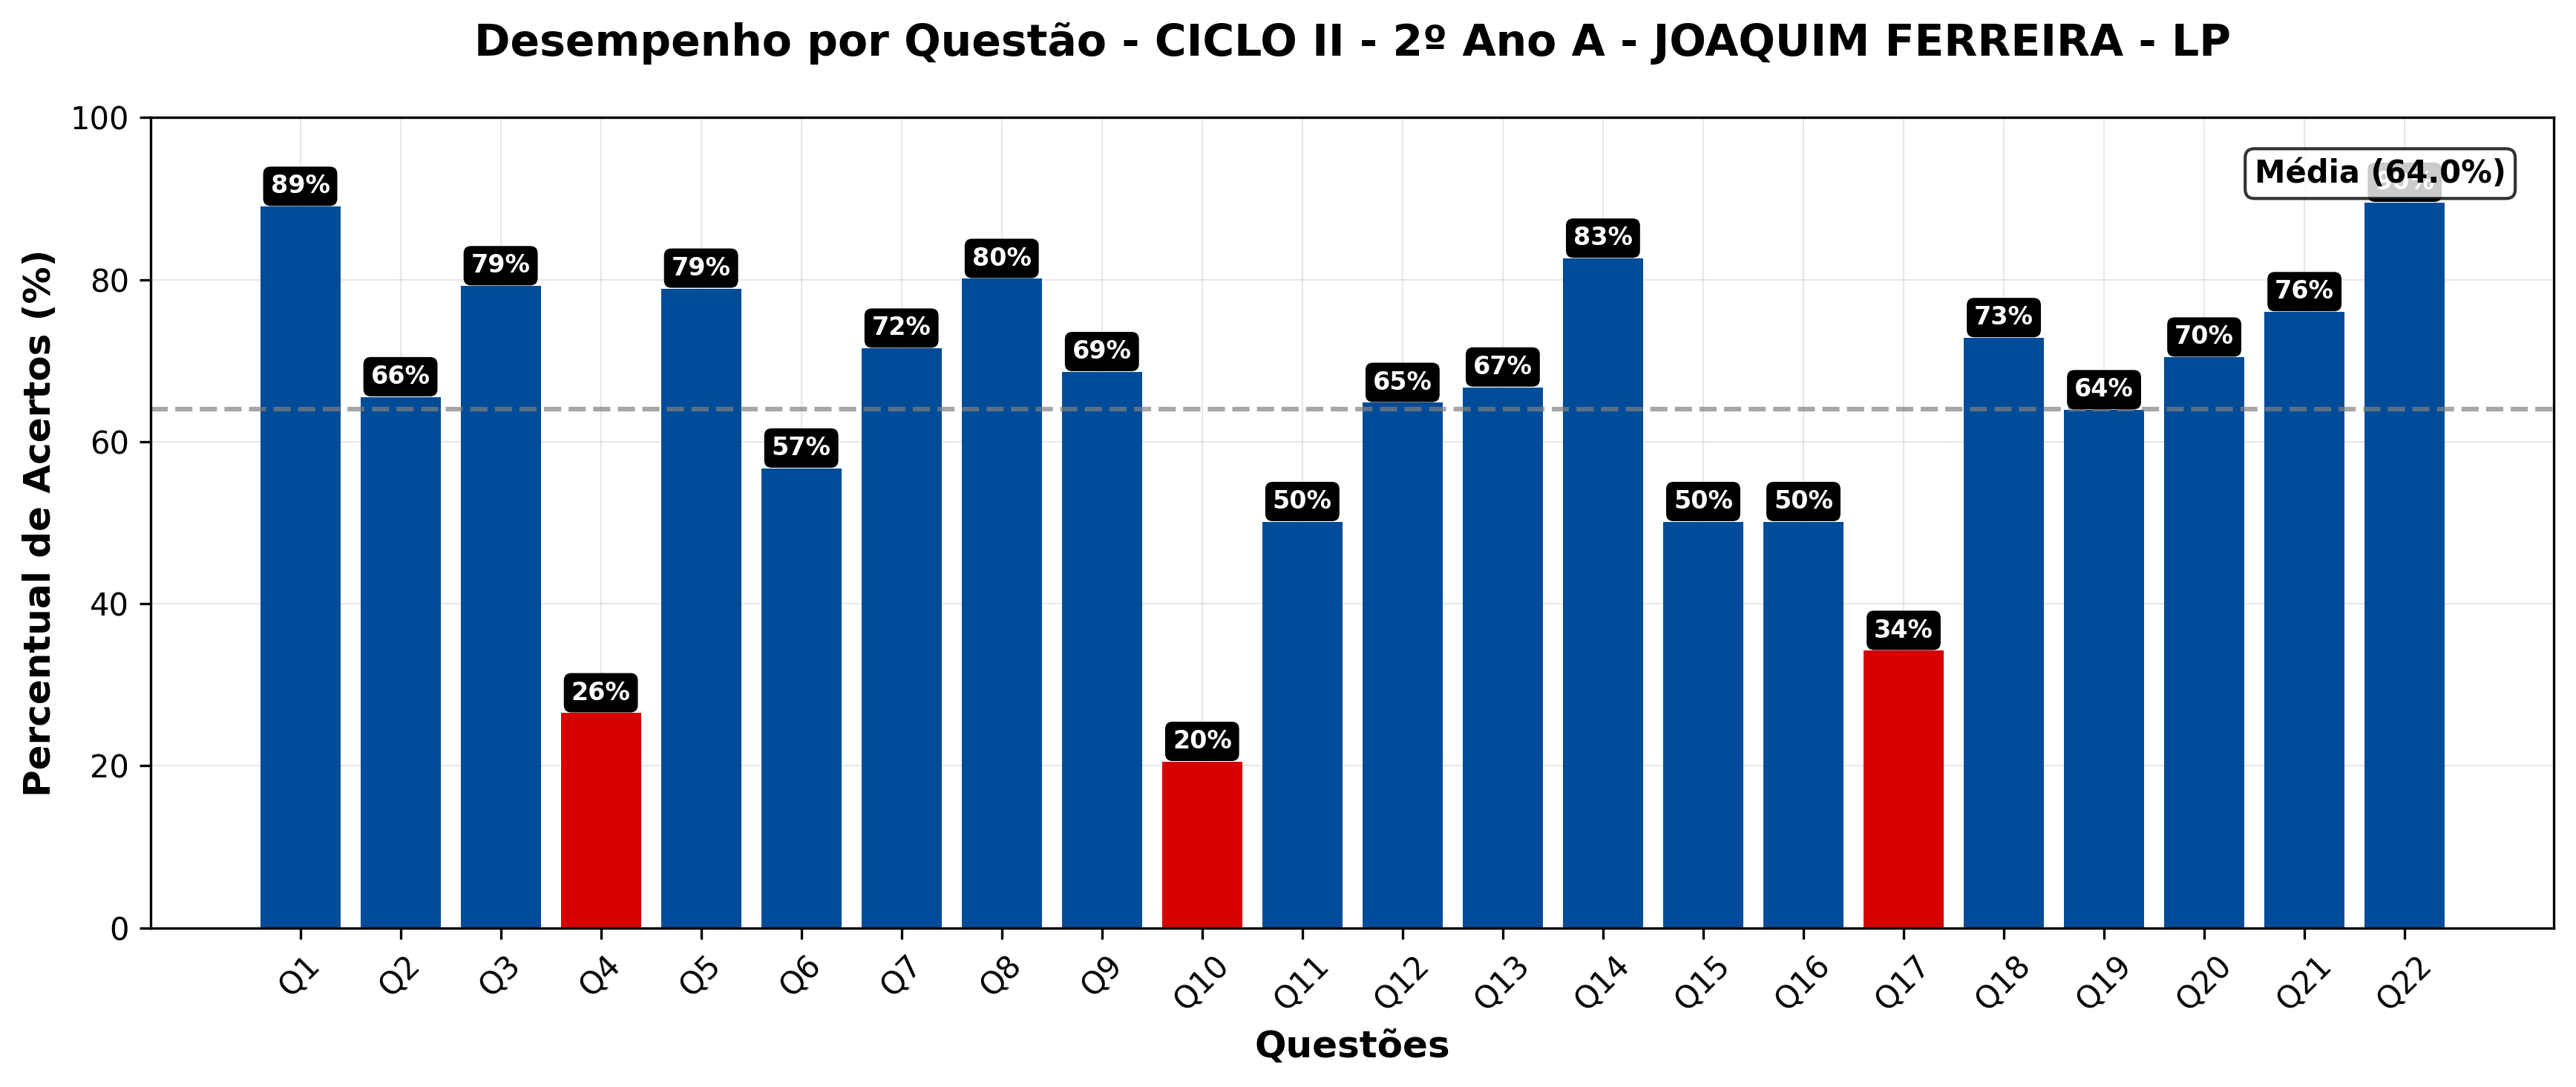 Desempenho por Questão - CICLO II - 2º Ano A - JOAQUIM FERREIRA - LP
Percentual de Acertos (%)
100
80
60
40
20
0
89%
66%
79%
26%
79%
57%
72%
80%
69%
20%
50%
65%
67%
83%
50%
50%
34%
73%
64%
70%
76%
Média (64.0%)
Q1
Q2
Q3
Q4
Q5
Q6
Q7
Q8
Q9
Q10
Q11
Q12
Q13
Q14
Q15
Q16
Q17
Q18
Q19
Q20
Q21
Q22
Questões